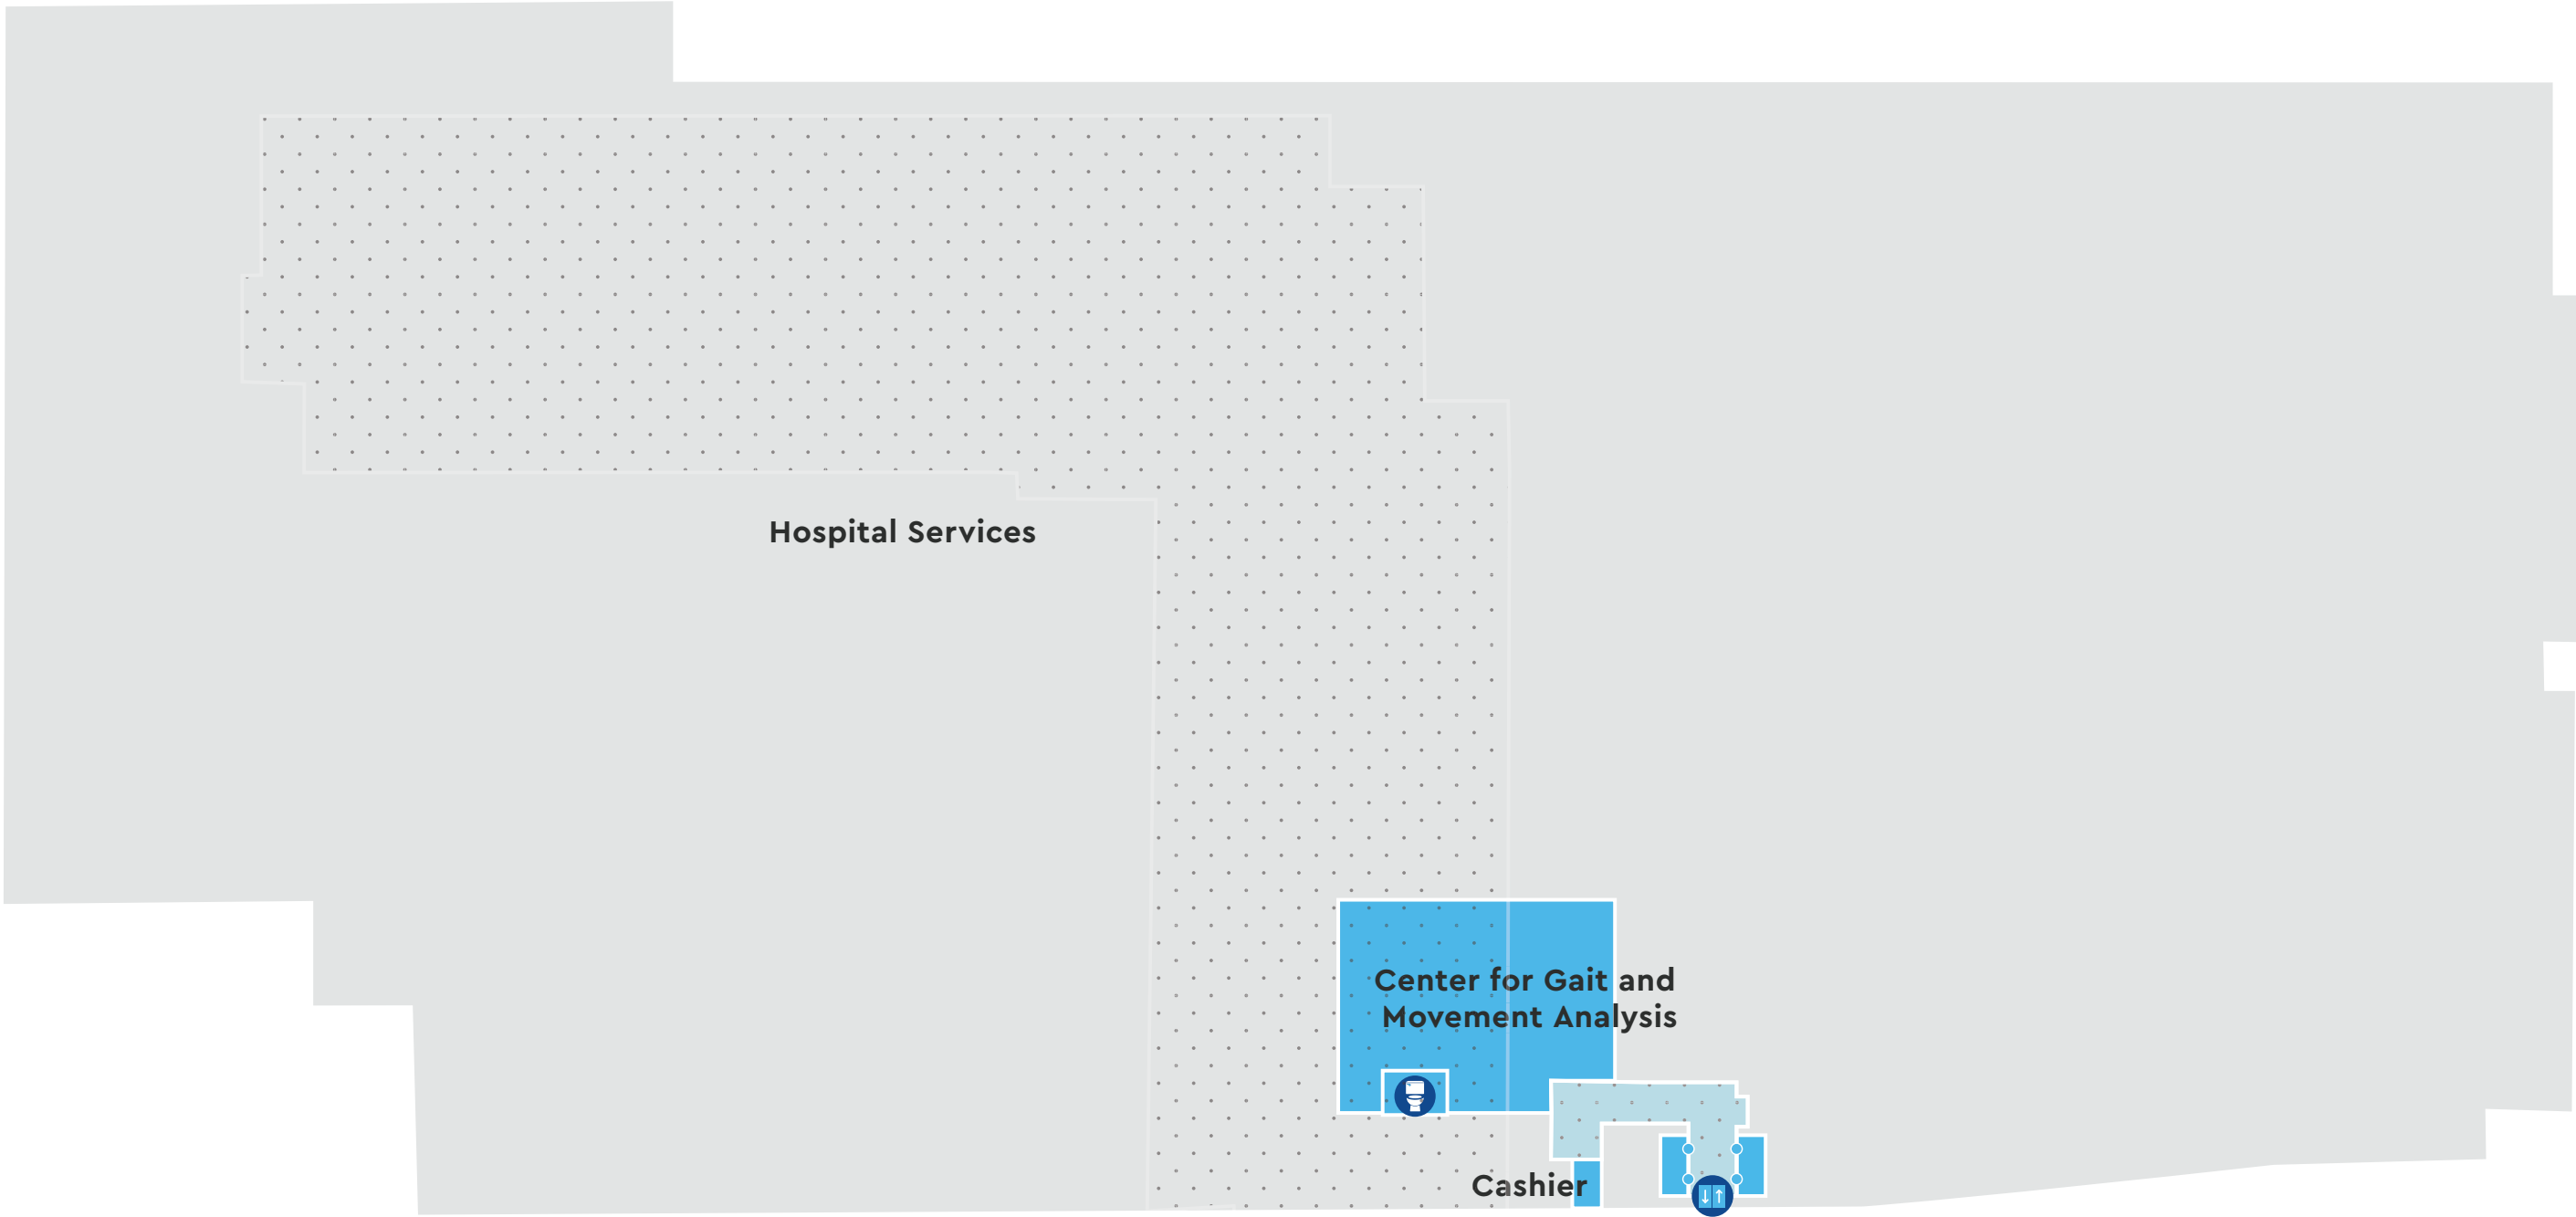 Hospital Services
Center for Gait and
Movement Analysis
Cashier